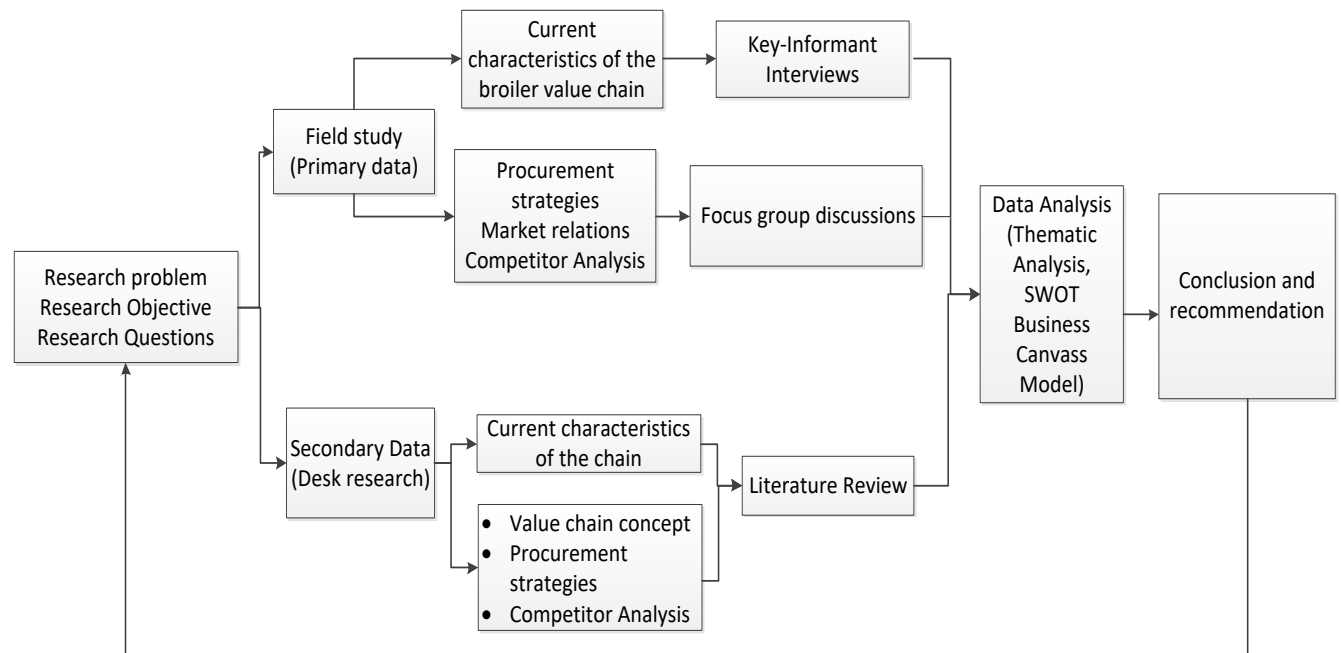 Research problem
Research Objective
Research Questions
Field study
(Primary data)
Current
characteristics of the
broiler value chain
Key-Informant
Interviews
Procurement
strategies
Market relations
Competitor Analysis
Focus group discussions
Secondary Data
(Desk research)
Current characteristics
of the chain
• Value chain concept
• Procurement
strategies
• Competitor Analysis
Literature Review
Data Analysis
(Thematic
Analysis,
SWOT
Business
Canvass
Model)
Conclusion and
recommendation